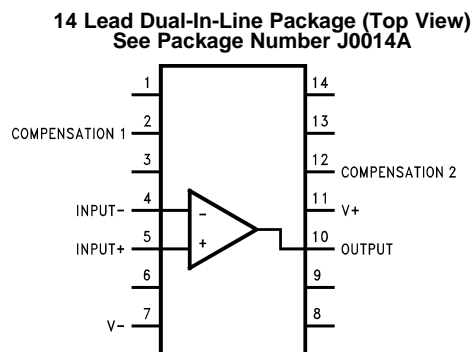 14 Lead Dual-In-Line Package (Top View)
See Package Number J0014A
1 14
COMPENSATION 1 2 13
3 12 COMPENSATION 2
INPUT- 4 11 V+
INPUT+ 5 10 OUTPUT
- +
6 9
V- 7 8